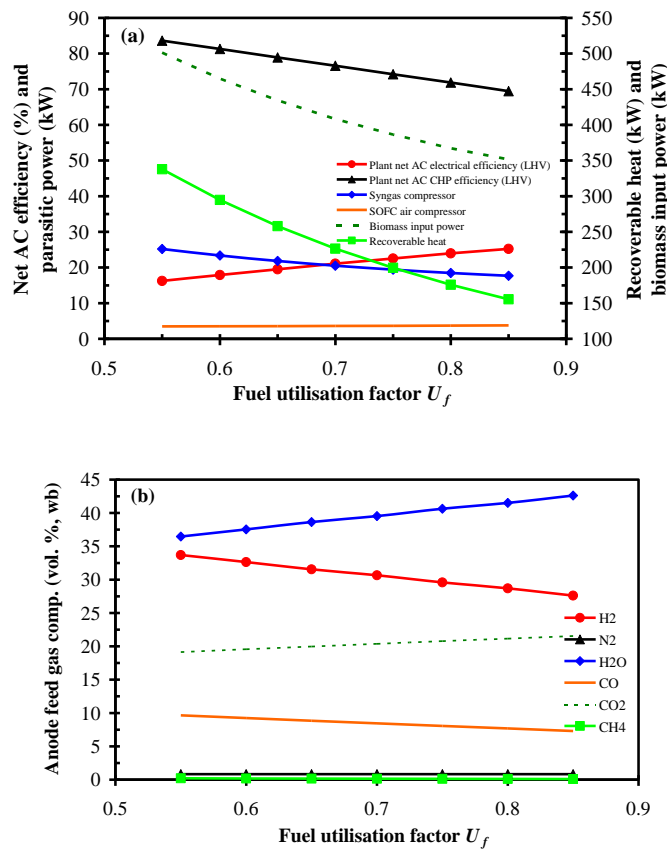 (a)
Net AC efficiency (%) and
parasitic power (kW)
90
80
70
60
50
40
30
20
10
0
550
500
450
400
350
300
250
200
150
100
Recoverable heat (kW) and
biomass input power (kW)
Plant net AC electrical efficiency (LHV)
Plant net AC CHP efficiency (LHV)
Syngas compressor
SOFC air compressor
Biomass input power
Recoverable heat
0.5 0.6 0.7 0.8 0.9
Fuel utilisation factor U_f
(b)
Anode feed gas comp. (vol. %, wb)
45
40
35
30
25
20
15
10
5
0
H2
N2
H2O
CO
CO2
CH4
0.5 0.6 0.7 0.8 0.9
Fuel utilisation factor U_f